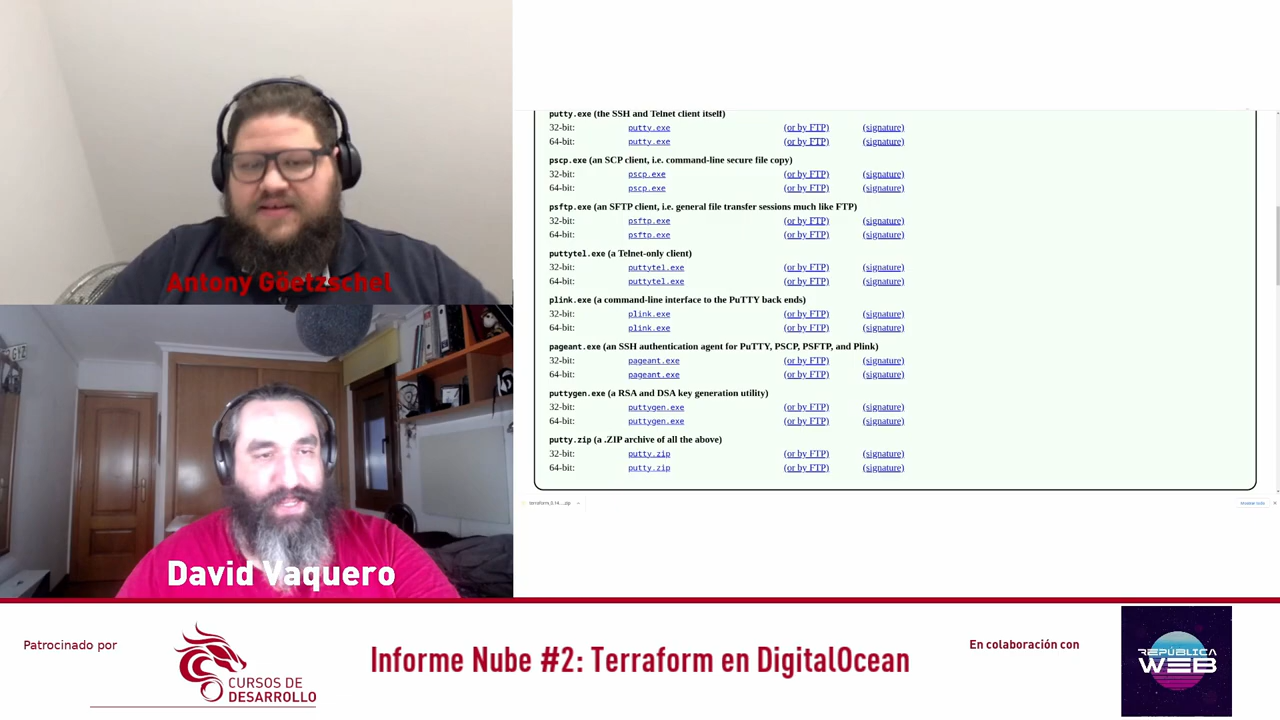 Antony Göetzschel
David Vaquero
putty.exe (the SSH and Telnet client itself)
32-bit: putty.exe (or by FTP) (signature)
64-bit: putty.exe (or by FTP) (signature)
pscp.exe (an SCP client, i.e. command-line secure file copy)
32-bit: pscp.exe (or by FTP) (signature)
64-bit: pscp.exe (or by FTP) (signature)
psftp.exe (an SFTP client, i.e. general file transfer sessions much like FTP)
32-bit: psftp.exe (or by FTP) (signature)
64-bit: psftp.exe (or by FTP) (signature)
puttytel.exe (a Telnet-only client)
32-bit: puttytel.exe (or by FTP) (signature)
64-bit: puttytel.exe (or by FTP) (signature)
plink.exe (a command-line interface to the PuTTY back ends)
32-bit: plink.exe (or by FTP) (signature)
64-bit: plink.exe (or by FTP) (signature)
pageant.exe (an SSH authentication agent for PuTTY, PSCP, PSFTP, and Plink)
32-bit: pageant.exe (or by FTP) (signature)
64-bit: pageant.exe (or by FTP) (signature)
puttygen.exe (a RSA and DSA key generation utility)
32-bit: puttygen.exe (or by FTP) (signature)
64-bit: puttygen.exe (or by FTP) (signature)
putty.zip (a .ZIP archive of all the above)
32-bit: putty.zip (or by FTP) (signature)
64-bit: putty.zip (or by FTP) (signature)
terraform_0.14....zip
Patrocinado por
CURSOS DE
DESARROLLO
Informe Nube #2: Terraform en DigitalOcean
En colaboración con
REPÚBLICA
WEB